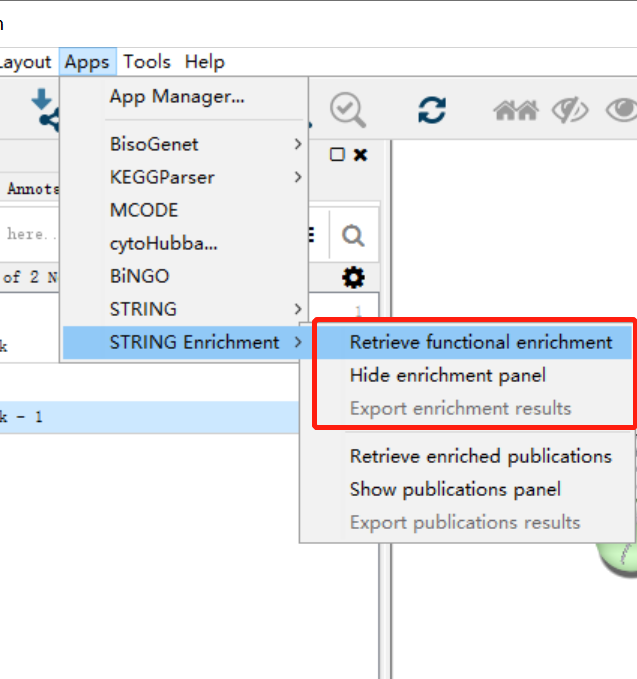 n
Layout Apps Tools Help
App Manager...
BisoGenet
KEGGParser
Annota
MCODE
here..
cytoHubba...
of 2 N
BiNGO
STRING
1
k
STRING Enrichment
Retrieve functional enrichment
Hide enrichment panel
Export enrichment results
k - 1
Retrieve enriched publications
Show publications panel
Export publications results